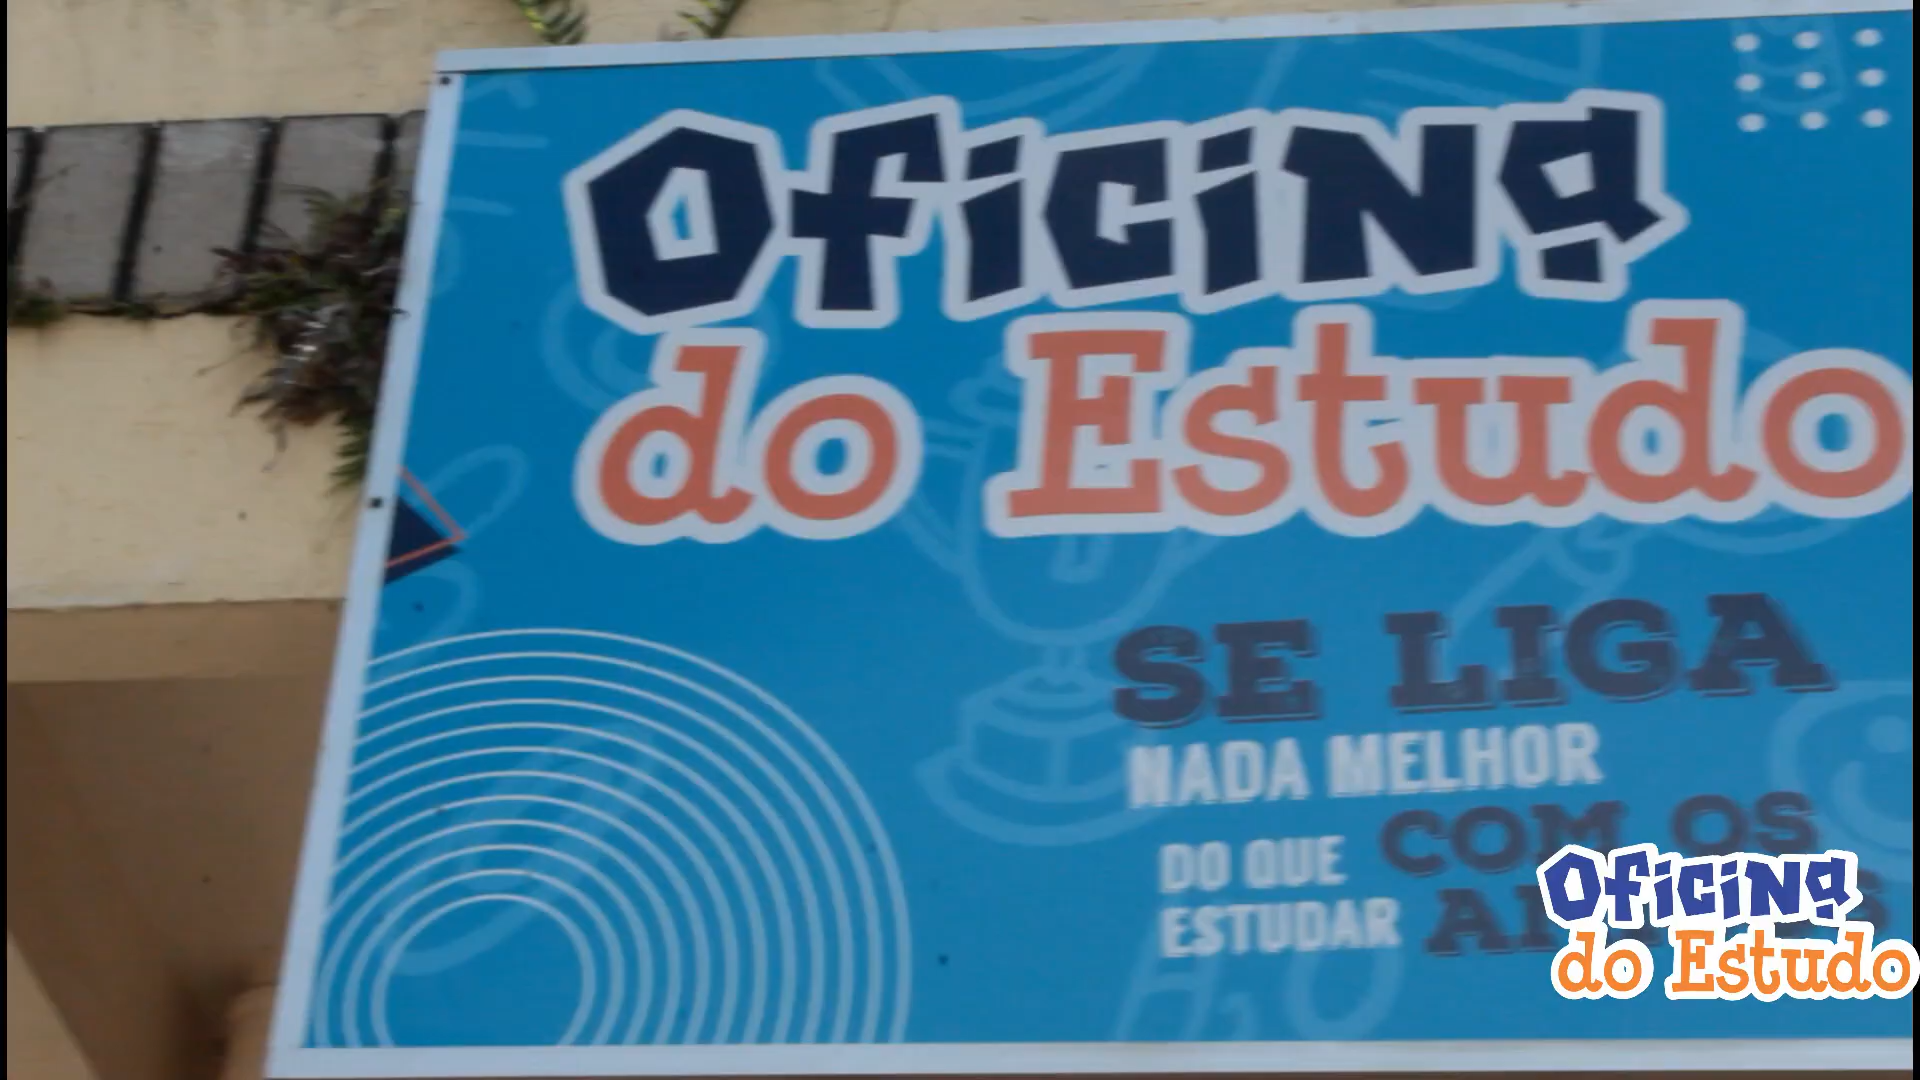 Oficina
do Estudo
SE LIGA
NADA MELHOR
DO QUE COM OS
ESTUDAR
Oficina
do Estudo